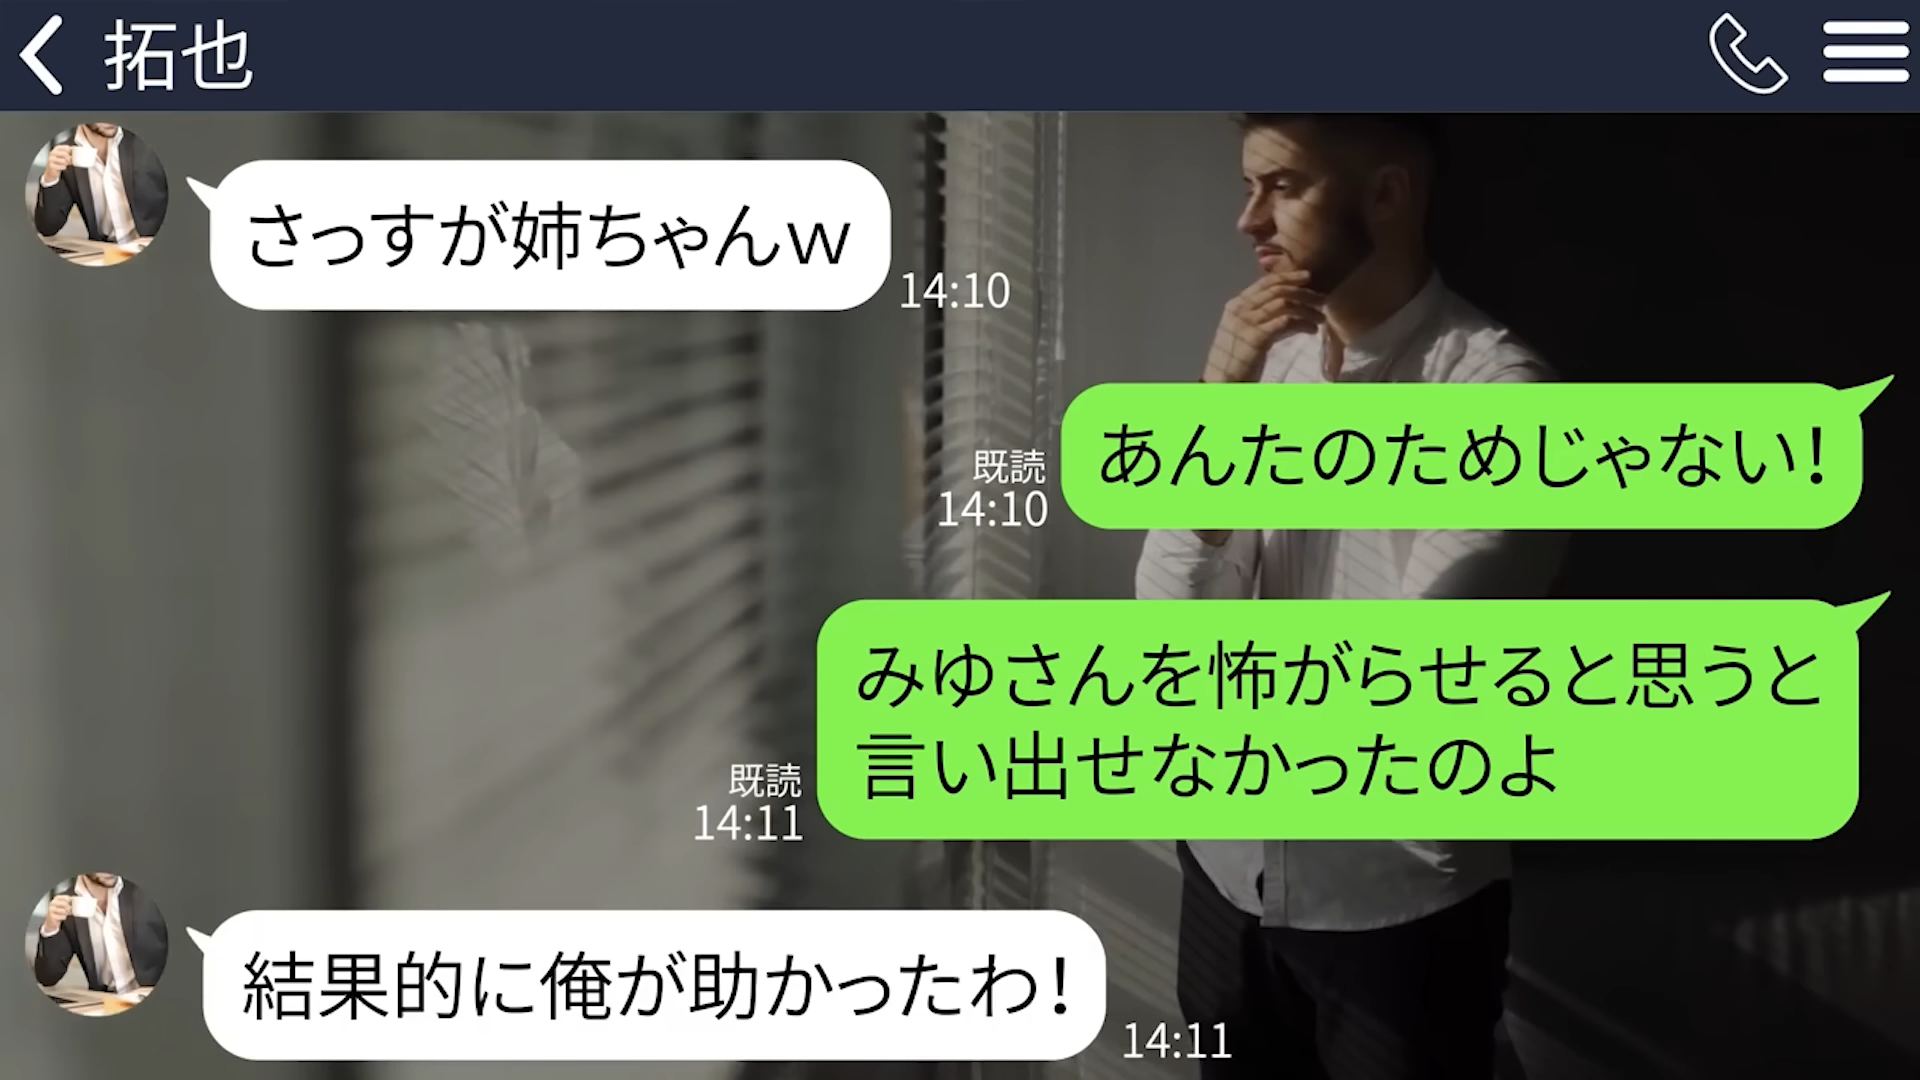 拓也
さっすが姉ちゃんｗ
14:10
あんたのためじゃない！
既読
14:10
みゆさんを怖がらせると思うと
言い出せなかったのよ
既読
14:11
結果的に俺が助かったわ！
14:11